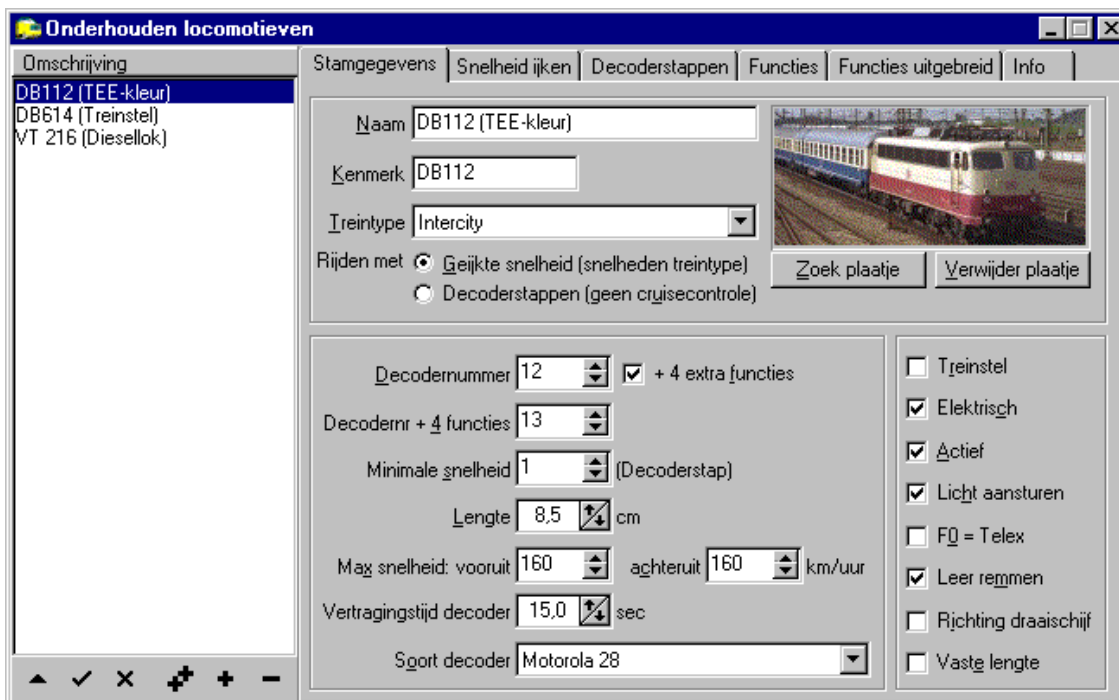 Onderhouden locomotieven
Omschrijving
DB112 (TEE-kleur)
DB614 (Treinstel)
VT 216 (Diesellok)
Stamgegevens Snelheid ijken Decoderstappen Functies Functies uitgebreid Info
Naam DB112 (TEE-kleur)
Kenmerk DB112
Treintype Intercity
Rijden met Geijkte snelheid (snelheden treintype)
Decoderstappen (geen cruisecontrole)
Zoek plaatje Verwijder plaatje
Decodernummer 12 + 4 extra functies
Decodernr + 4 functies 13
Minimale snelheid 1 (Decoderstap)
Lengte 8,5 cm
Max snelheid: vooruit 160 achteruit 160 km/uur
Vertragingstijd decoder 15,0 sec
Soort decoder Motorola 28
Treinstel
Elektrisch
Actief
Licht aansturen
F0 = Telex
Leer remmen
Richting draaischijf
Vaste lengte